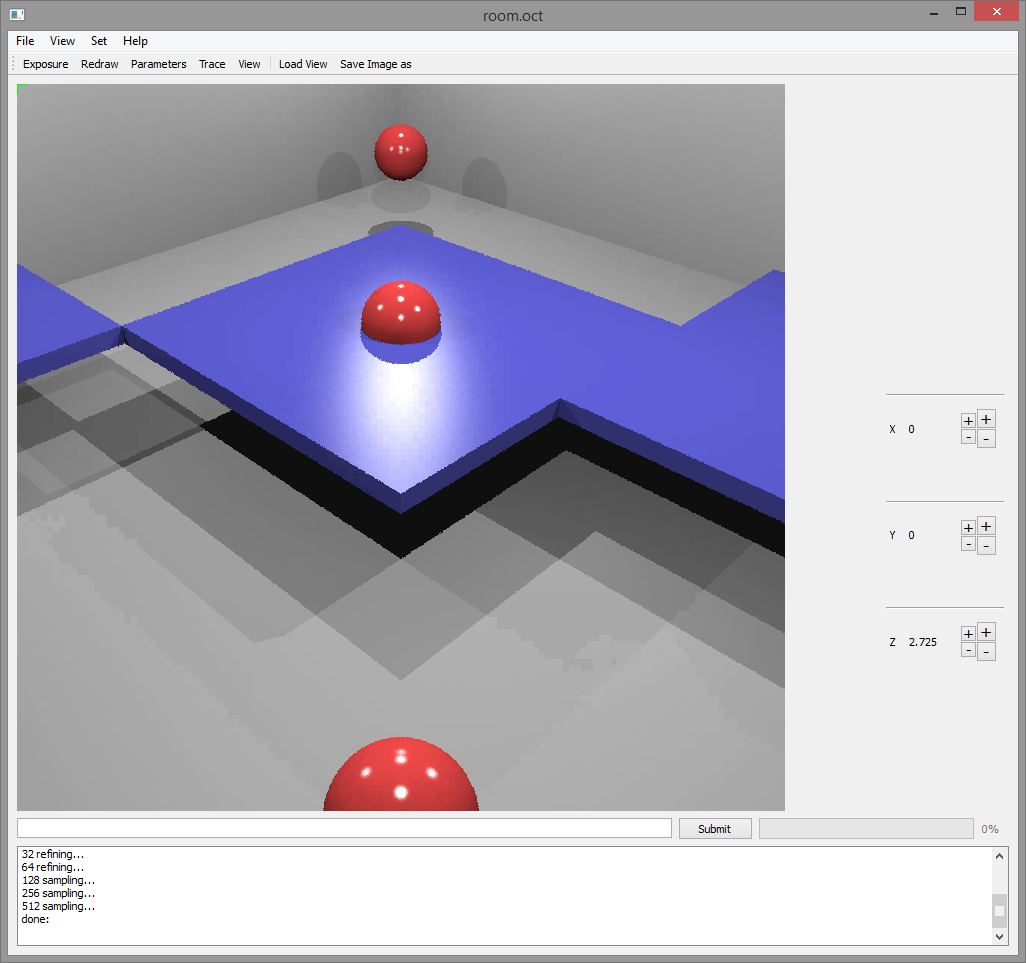 room.oct
File View Set Help
Exposure Redraw Parameters Trace View Load View Save Image as
X 0 + +
- -
Y 0 + +
- -
Z 2.725 + +
- -
Submit 0%
32 refining...
64 refining...
128 sampling...
256 sampling...
512 sampling...
done: